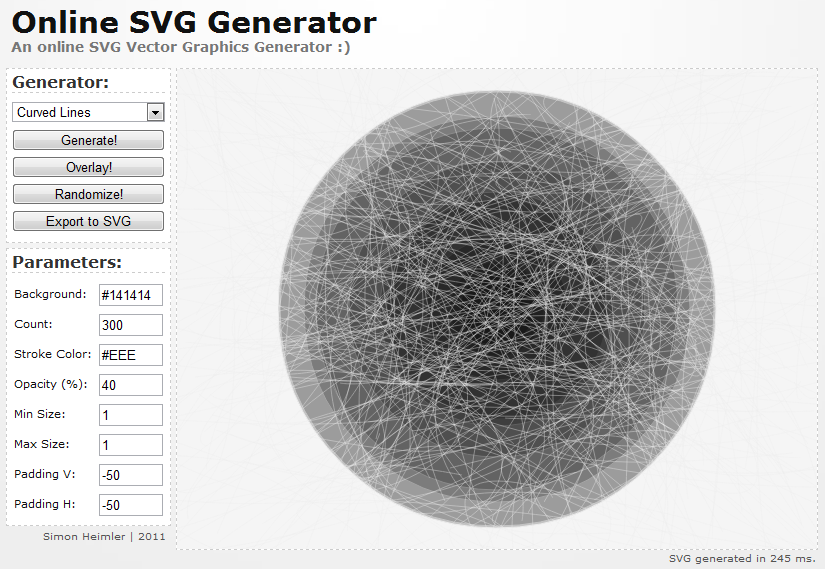 Online SVG Generator
An online SVG Vector Graphics Generator :)
Generator:
Curved Lines
Generate!
Overlay!
Randomize!
Export to SVG
Parameters:
Background: #141414
Count: 300
Stroke Color: #EEE
Opacity (%): 40
Min Size: 1
Max Size: 1
Padding V: -50
Padding H: -50
Simon Heimler | 2011
SVG generated in 245 ms.